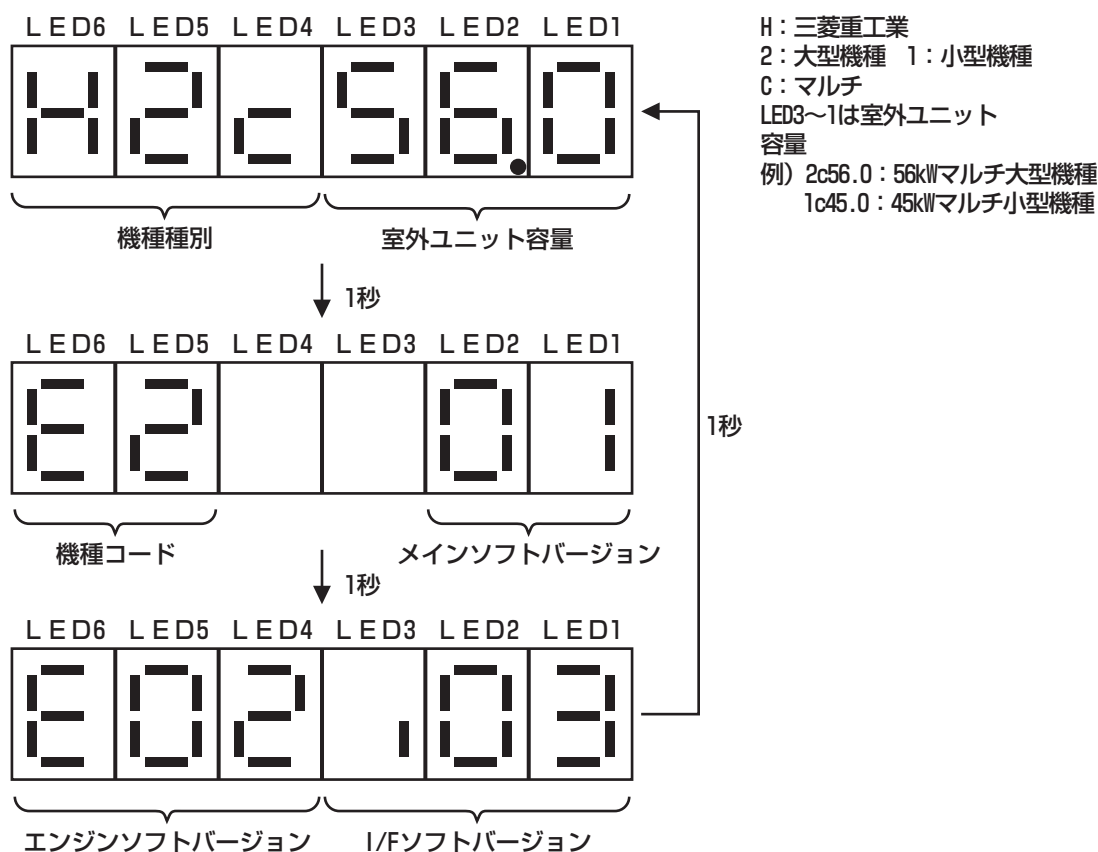 LED6 LED5 LED4 LED3 LED2 LED1
H2c56.0
機種種別 室外ユニット容量
H：三菱重工業
2：大型機種 1：小型機種
C：マルチ
LED3～1は室外ユニット
容量
例）2c56.0：56kWマルチ大型機種
1c45.0：45kWマルチ小型機種
1秒
LED6 LED5 LED4 LED3 LED2 LED1
E2 01
機種コード メインソフトバージョン
1秒
1秒
LED6 LED5 LED4 LED3 LED2 LED1
E02 i03
エンジンソフトバージョン I/Fソフトバージョン